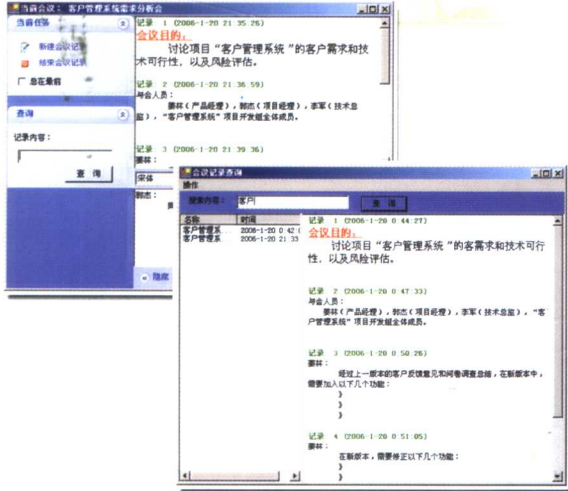 当前会议: 客户管理系统需求分析会
当前任务
新建会议记录
结束会议记录
总在最前
查询
记录内容:
查 询
隐藏
记录 1 (2006-1-20 21 35:26)
会议目的:
讨论项目“客户管理系统”的客户需求和技
术可行性, 以及风险评估。
记录 2 (2006-1-20 21 36 59)
与会人员:
姜林(产品经理), 郭杰(项目经理), 李军(技术总
监), “客户管理系统”项目开发组全体成员。
记录 3 (2006-1-20 21 39 36)
姜林:
宋体
郭杰:
会议记录查询
操作
搜索内容:
客户
查 询
名称 时间
客户管理系... 2006-1-20 0 42
客户管理系... 2006-1-20 21 33
记录 1 (2006-1-20 0 44:27)
会议目的:
讨论项目“客户管理系统”的客需求和技术可行
性, 以及风险评估。
记录 2 (2006-1-20 0 47 33)
与会人员:
姜林(产品经理), 郭杰(项目经理), 李军(技术总监), “客
户管理系统”项目开发组全体成员。
记录 3 (2006-1-20 0 50 26)
姜林:
经过上一版本的客户反馈意见和问卷调查总结, 在新版本中,
需要加入以下几个功能:
》
》
》
记录 4 (2006-1-20 0 51:05)
姜林:
在新版本, 需要修正以下几个功能:
》
》